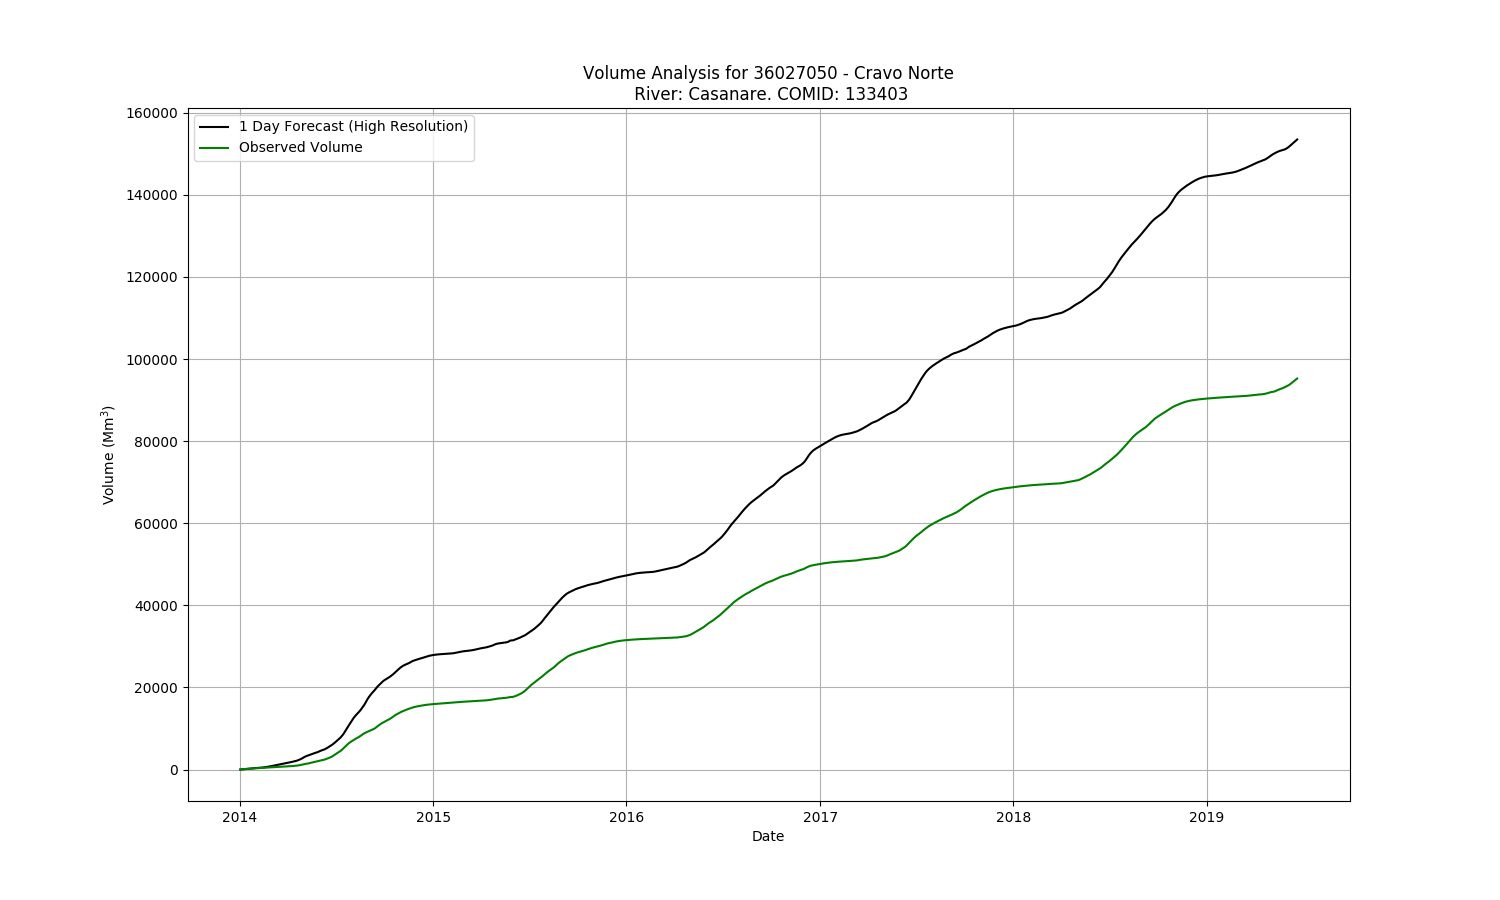 Volume Analysis for 36027050 - Cravo Norte
River: Casanare. COMID: 133403
160000
140000
120000
100000
80000
60000
40000
20000
0
Volume (Mm³)
1 Day Forecast (High Resolution)
Observed Volume
2014
2015
2016
2017
2018
2019
Date